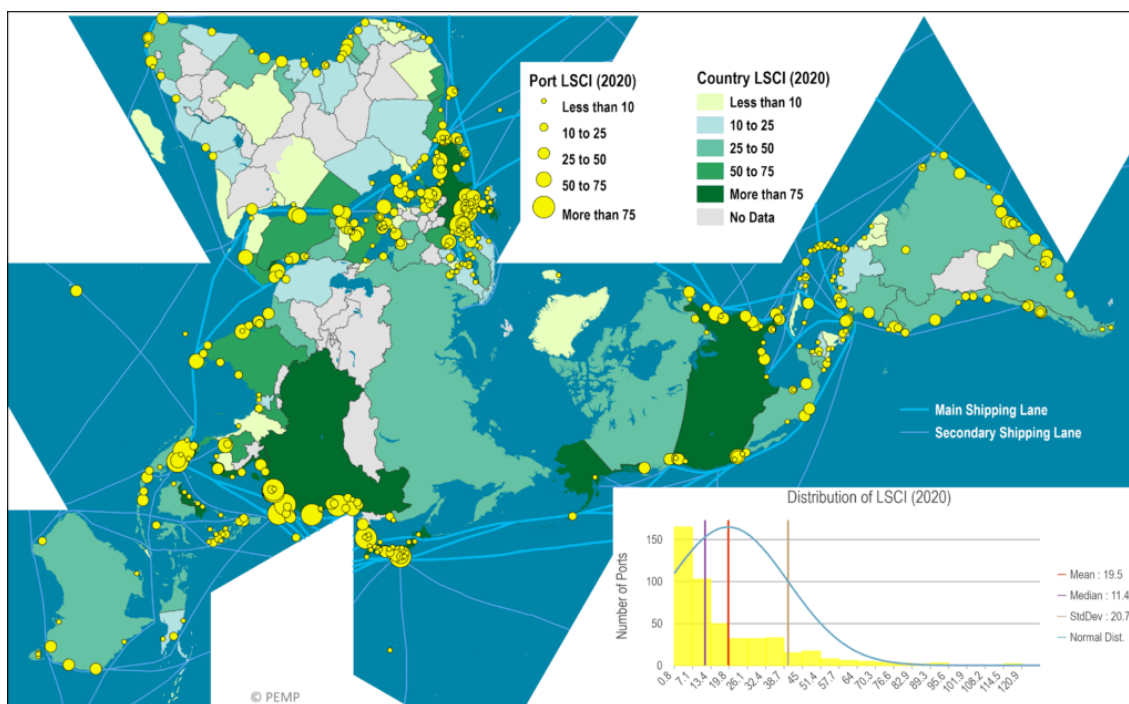 Port LSCI (2020)
Less than 10
10 to 25
25 to 50
50 to 75
More than 75
Country LSCI (2020)
Less than 10
10 to 25
25 to 50
50 to 75
More than 75
No Data
Main Shipping Lane
Secondary Shipping Lane
Distribution of LSCI (2020)
Number of Ports
150
100
50
0
0.8
7.1
13.4
19.8
26.1
32.4
38.7
45
51.4
57.7
64
70.3
76.6
82.9
89.3
95.6
101.9
108.2
114.5
120.9
Mean : 19.5
Median : 11.4
StdDev : 20.7
Normal Dist.
© PEMP